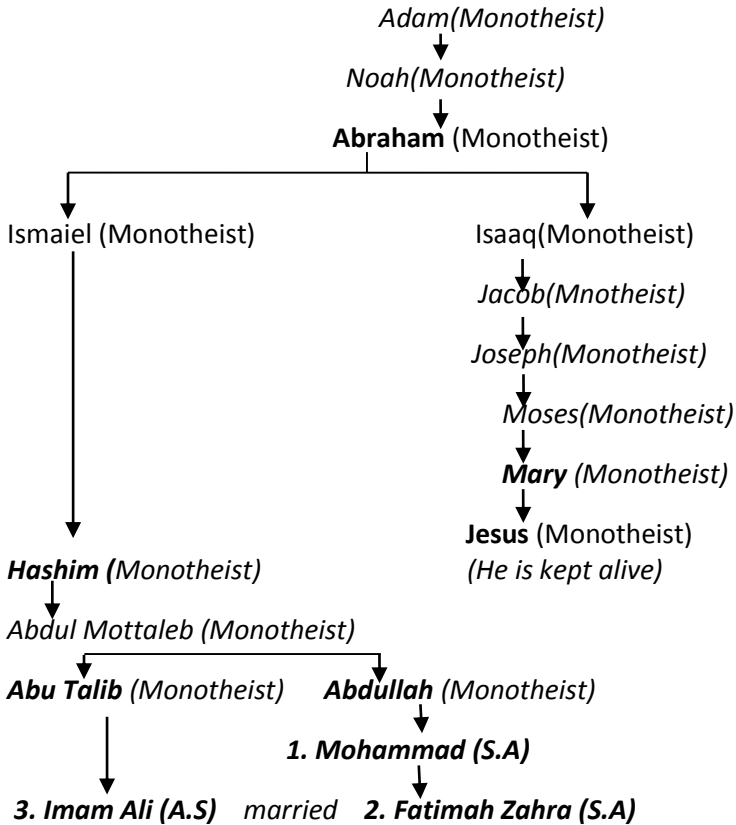 Adam(Monotheist)
Noah(Monotheist)
Abraham (Monotheist)
Ismaiel (Monotheist) Isaaq(Monotheist)
Jacob(Mnotheist)
Joseph(Monotheist)
Moses(Monotheist)
Mary (Monotheist)
Jesus (Monotheist)
Hashim (Monotheist) (He is kept alive)
Abdul Mottaleb (Monotheist)
Abu Talib (Monotheist) Abdullah (Monotheist)
1. Mohammad (S.A)
3. Imam Ali (A.S) married 2. Fatimah Zahra (S.A)